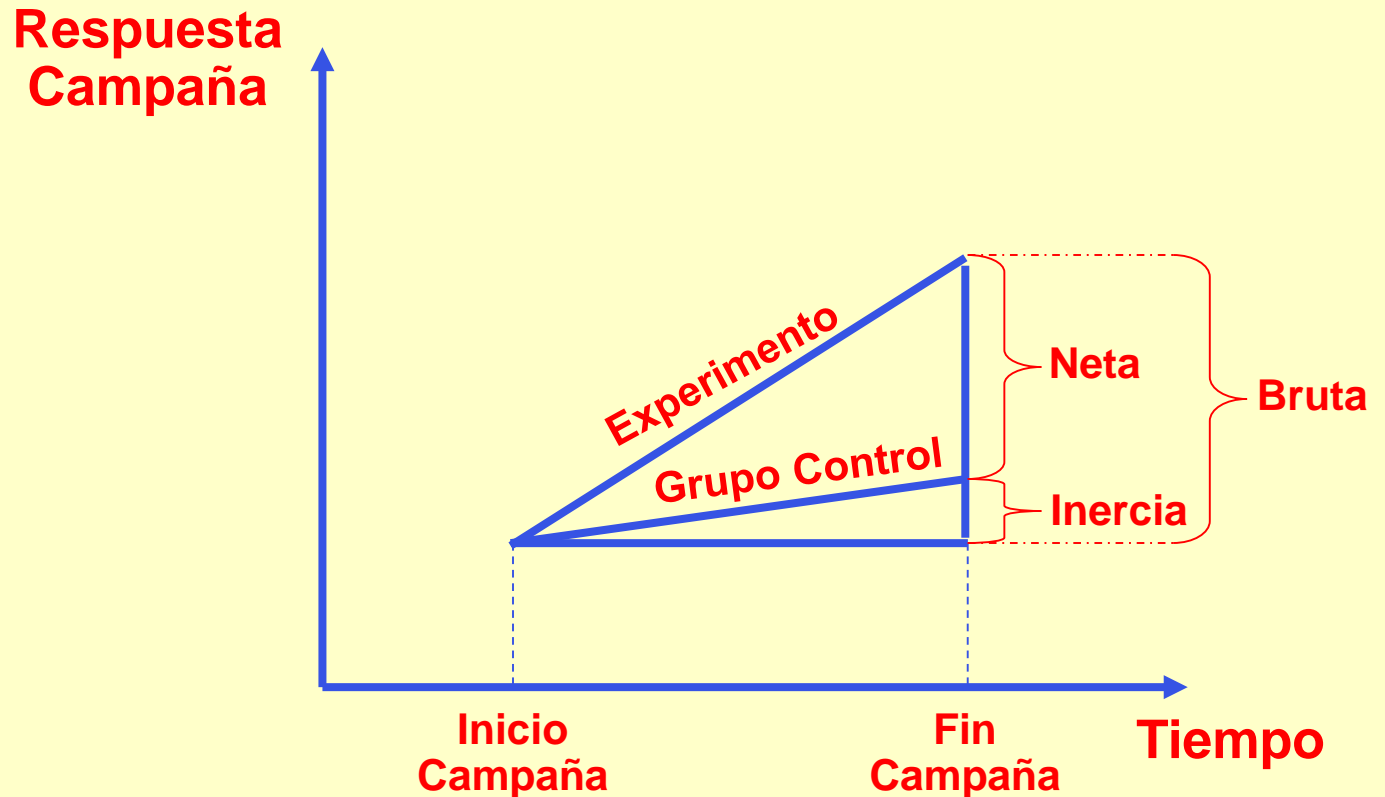 Respuesta
Campaña
Experimento
Grupo Control
Neta
Bruta
Inercia
Inicio
Campaña
Fin
Campaña
Tiempo